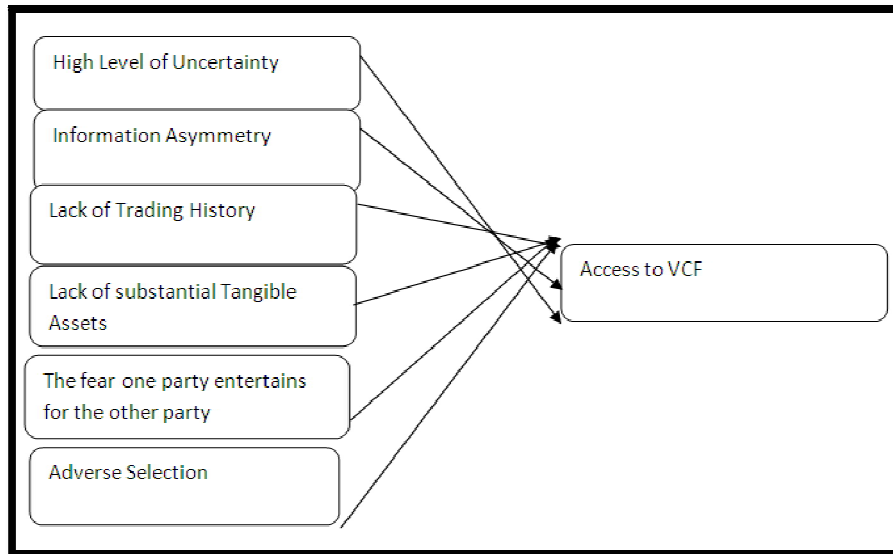 High Level of Uncertainty
Information Asymmetry
Lack of Trading History
Lack of substantial Tangible
Assets
The fear one party entertains
for the other party
Adverse Selection
Access to VCF